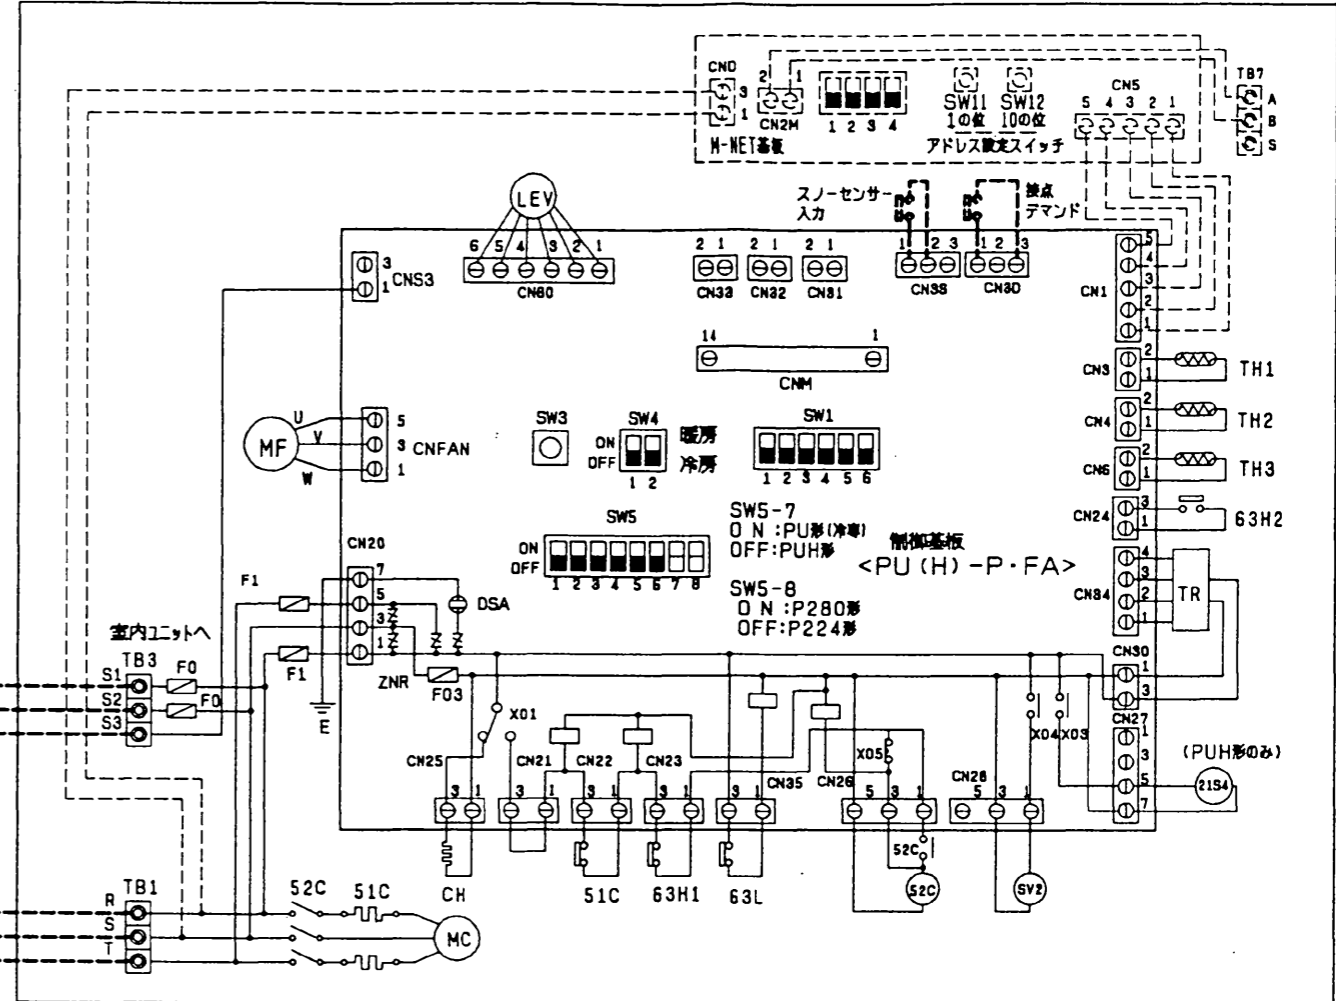 CND
3
1
2 1
CN2M
1 2 3 4
SW11
1の位
SW12
10の位
アドレス設定スイッチ
CN5
5 4 3 2 1
TB7
A
B
S
M-NET基板
LEV
スノーセンサー
入力
接点
デマンド
3
1
CNS3
6 5 4 3 2 1
CN60
2 1
CN33
2 1
CN32
2 1
CN31
1 2 3
CN3S
1 2 3
CN3D
5
4
3
2
1
CN1
14 1
CNM
2
1
CN3
TH1
2
1
CN4
TH2
2
1
CN6
TH3
3
1
CN24
63H2
MF
U
V
W
5
3
1
CNFAN
SW3
SW4
ON
OFF
1 2
暖房
冷房
SW1
1 2 3 4 5 6
SW5
ON
OFF
1 2 3 4 5 6 7 8
SW5-7
ON :PU形(冷専)
OFF:PUH形
SW5-8
ON :P280形
OFF:P224形
制御基板
<PU(H)-P・FA>
4
3
2
1
CN34
TR
CN20
7
5
3
1
F1
F1
DSA
ZNR
F03
E
室内ユニットへ
TB3
S1
S2
S3
F0
F0
CN30
1
3
CN27
1
3
5
7
(PUH形のみ)
21S4
X01
X05
X04
X03
CN25
3 1
CN21
3 1
CN22
3 1
CN23
3 1
CN35
3 1
CN26
5 3 1
CN28
5 3 1
CH
51C
63H1
63L
52C
52C
SV2
TB1
R
S
T
52C
51C
MC